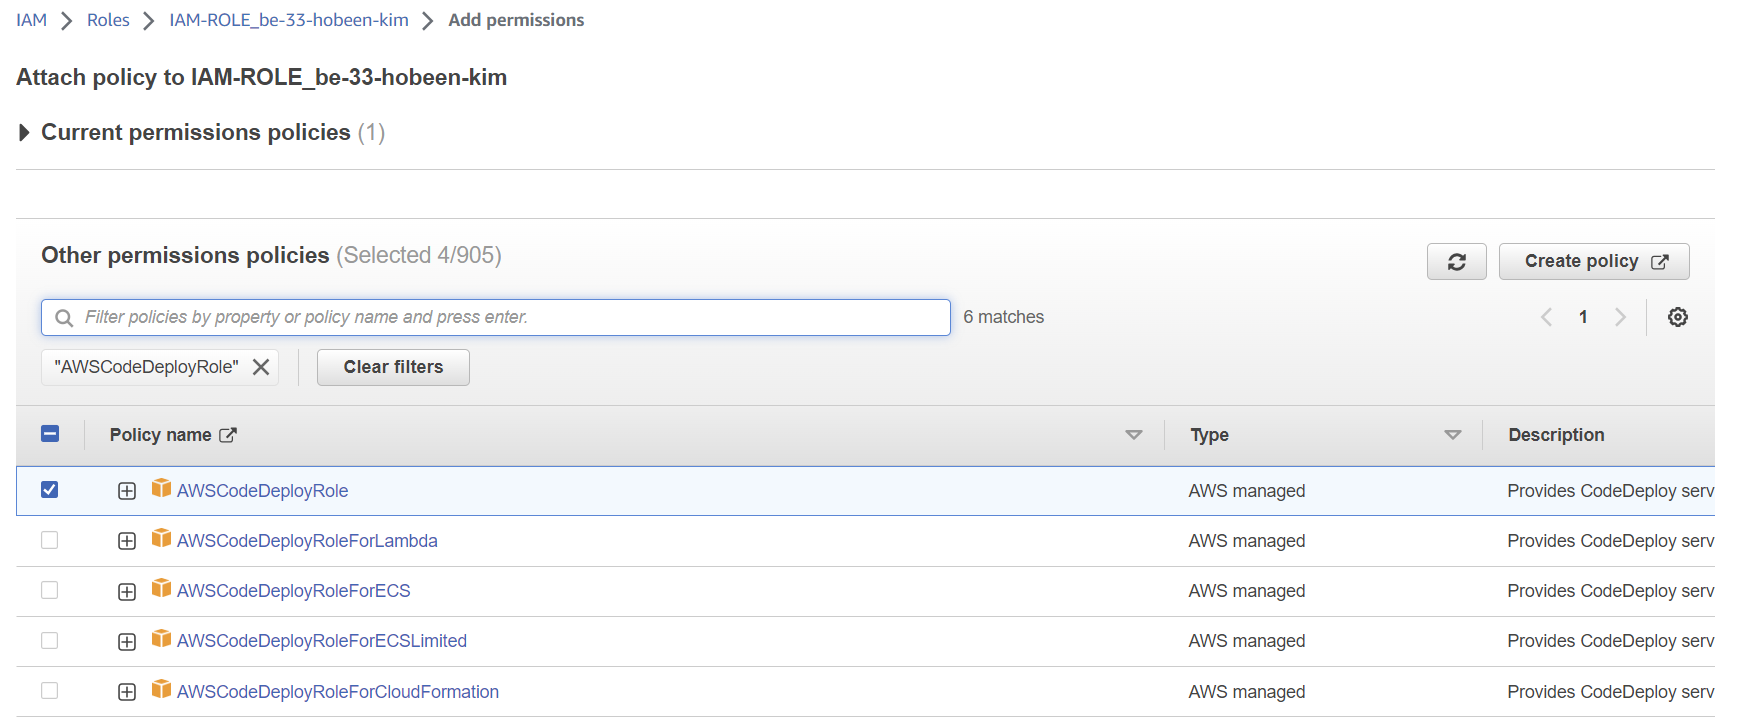 IAM > Roles > IAM-ROLE_be-33-hobeen-kim > Add permissions
Attach policy to IAM-ROLE_be-33-hobeen-kim
Current permissions policies (1)
Other permissions policies (Selected 4/905)
Create policy
Filter policies by property or policy name and press enter.
6 matches
1
"AWSCodeDeployRole"
Clear filters
Policy name Type Description
AWSCodeDeployRole AWS managed Provides CodeDeploy serv
AWSCodeDeployRoleForLambda AWS managed Provides CodeDeploy serv
AWSCodeDeployRoleForECS AWS managed Provides CodeDeploy serv
AWSCodeDeployRoleForECSLimited AWS managed Provides CodeDeploy serv
AWSCodeDeployRoleForCloudFormation AWS managed Provides CodeDeploy serv